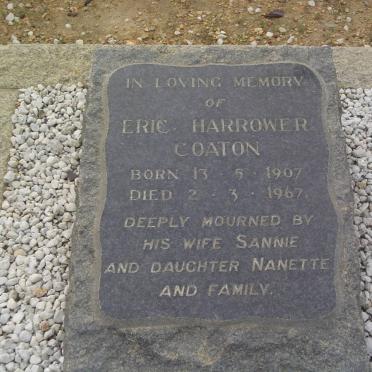 IN LOVING MEMORY
OF
ERIC HARROWER
COATON
BORN 13 · 5 · 1907
DIED 2 · 3 · 1967.
DEEPLY MOURNED BY
HIS WIFE SANNIE
AND DAUGHTER NANETTE
AND FAMILY.